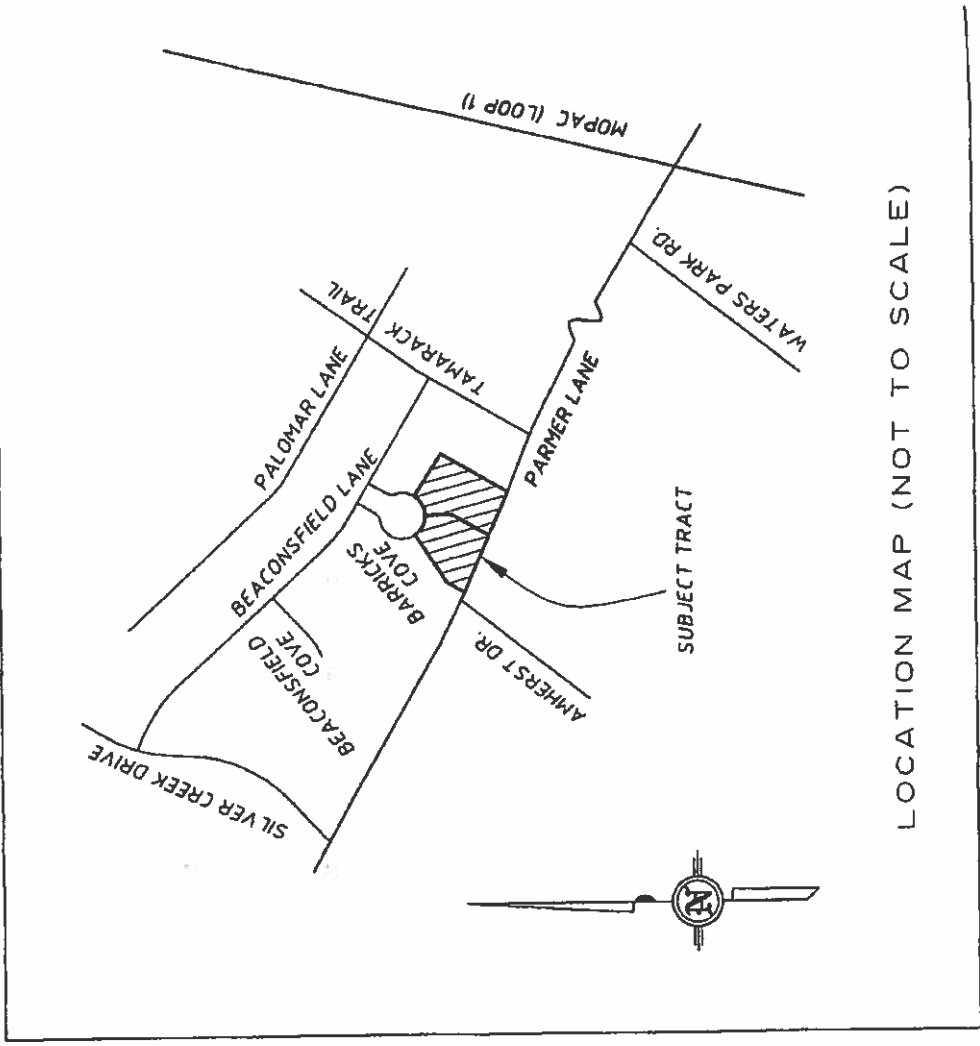 MOPAC (LOOP 1)
PALOMAR LANE
TAMARACK TRAIL
BEACONSFIELD LANE
BARRICKS
COVE
BEACONSFIELD
COVE
SILVER CREEK DRIVE
PARMER LANE
WATERS PARK RD.
AMHERST DR.
SUBJECT TRACT
N
LOCATION MAP (NOT TO SCALE)